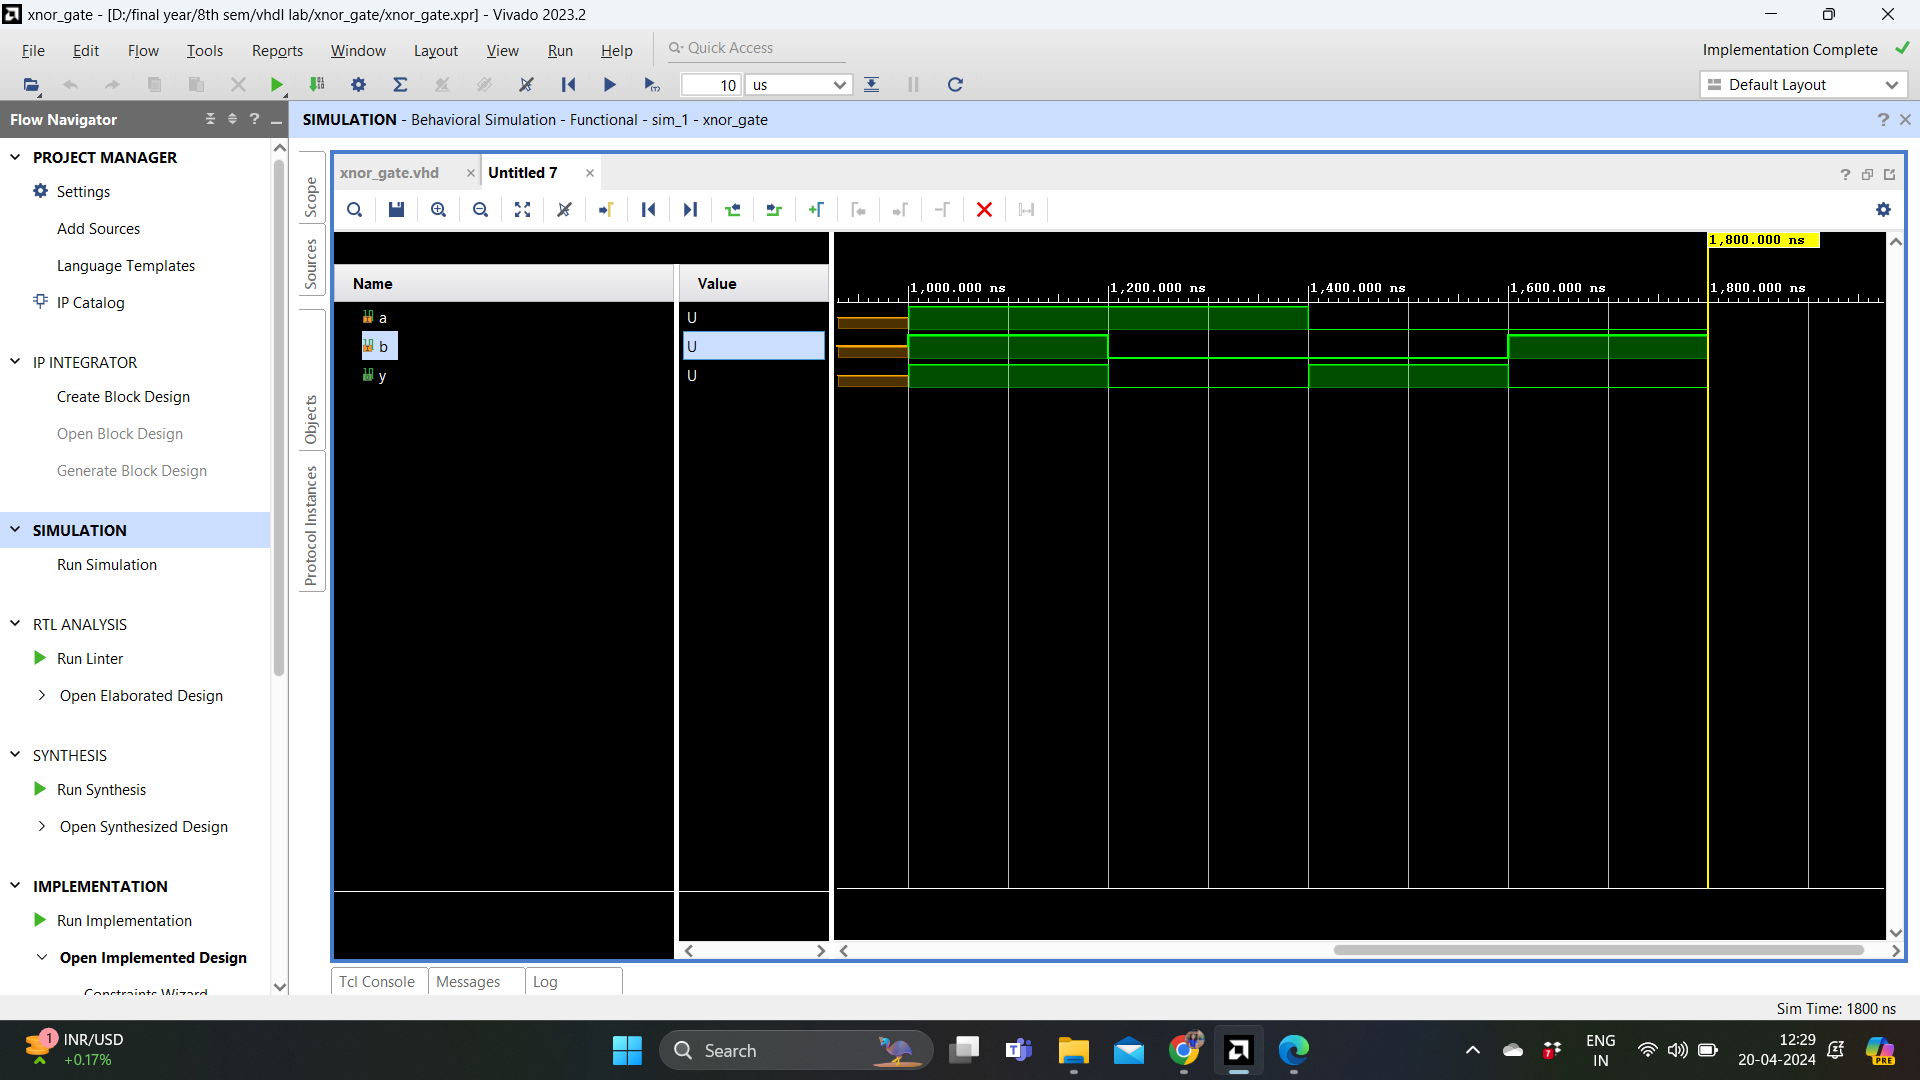 xnor_gate - [D:/final year/8th sem/vhdl lab/xnor_gate/xnor_gate.xpr] - Vivado 2023.2
File Edit Flow Tools Reports Window Layout View Run Help Quick Access
Implementation Complete
10 us
Default Layout
Flow Navigator
SIMULATION - Behavioral Simulation - Functional - sim_1 - xnor_gate
PROJECT MANAGER
Settings
Add Sources
Language Templates
IP Catalog
IP INTEGRATOR
Create Block Design
Open Block Design
Generate Block Design
SIMULATION
Run Simulation
RTL ANALYSIS
Run Linter
Open Elaborated Design
SYNTHESIS
Run Synthesis
Open Synthesized Design
IMPLEMENTATION
Run Implementation
Open Implemented Design
Constraints Wizard
Scope
Sources
Objects
Protocol Instances
xnor_gate.vhd Untitled 7
1,800.000 ns
Name Value
1,000.000 ns 1,200.000 ns 1,400.000 ns 1,600.000 ns 1,800.000 ns
a U
b U
y U
Tcl Console Messages Log
Sim Time: 1800 ns
1 INR/USD
+0.17%
Search
7
ENG
IN
12:29
20-04-2024
PRE